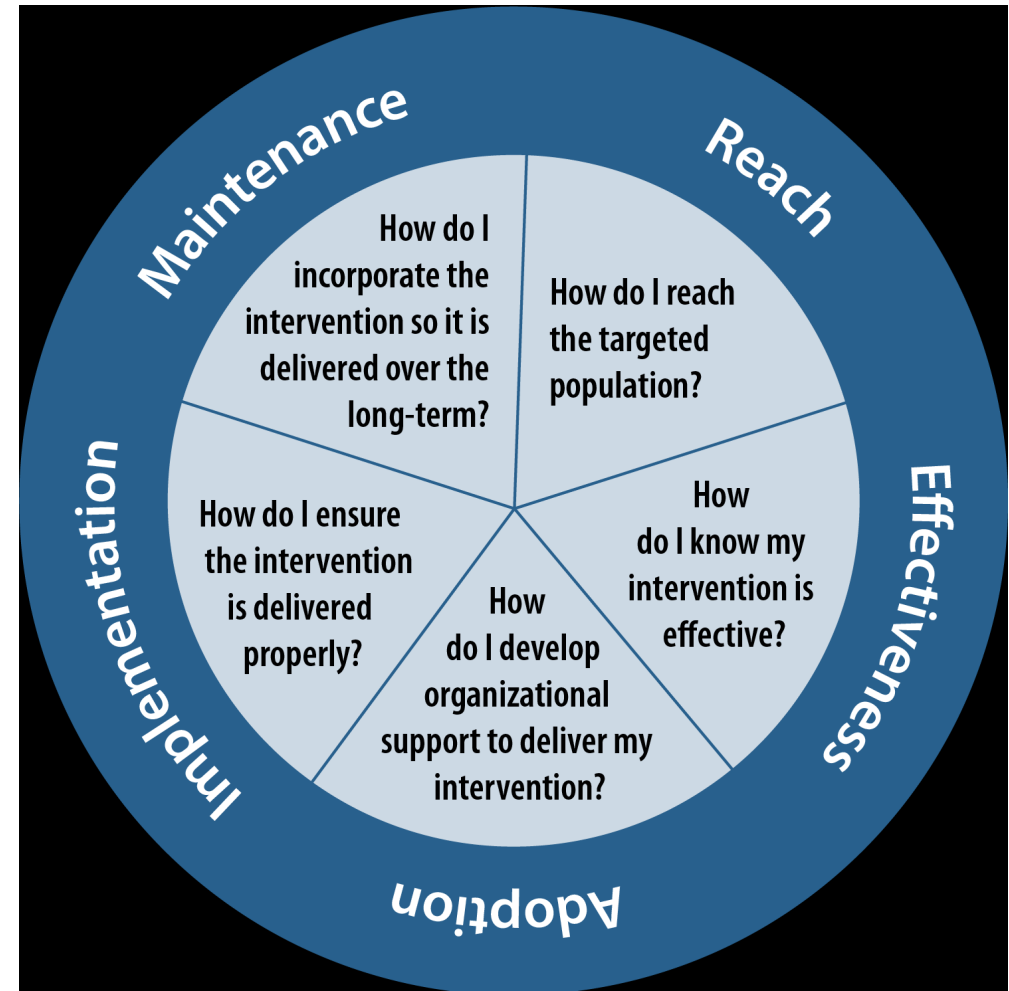 Reach
How do I reach
the targeted
population?
Effectiveness
How
do I know my
intervention is
effective?
Adoption
How
do I develop
organizational
support to deliver my
intervention?
Implementation
How do I ensure
the intervention
is delivered
properly?
Maintenance
How do I
incorporate the
intervention so it is
delivered over the
long-term?